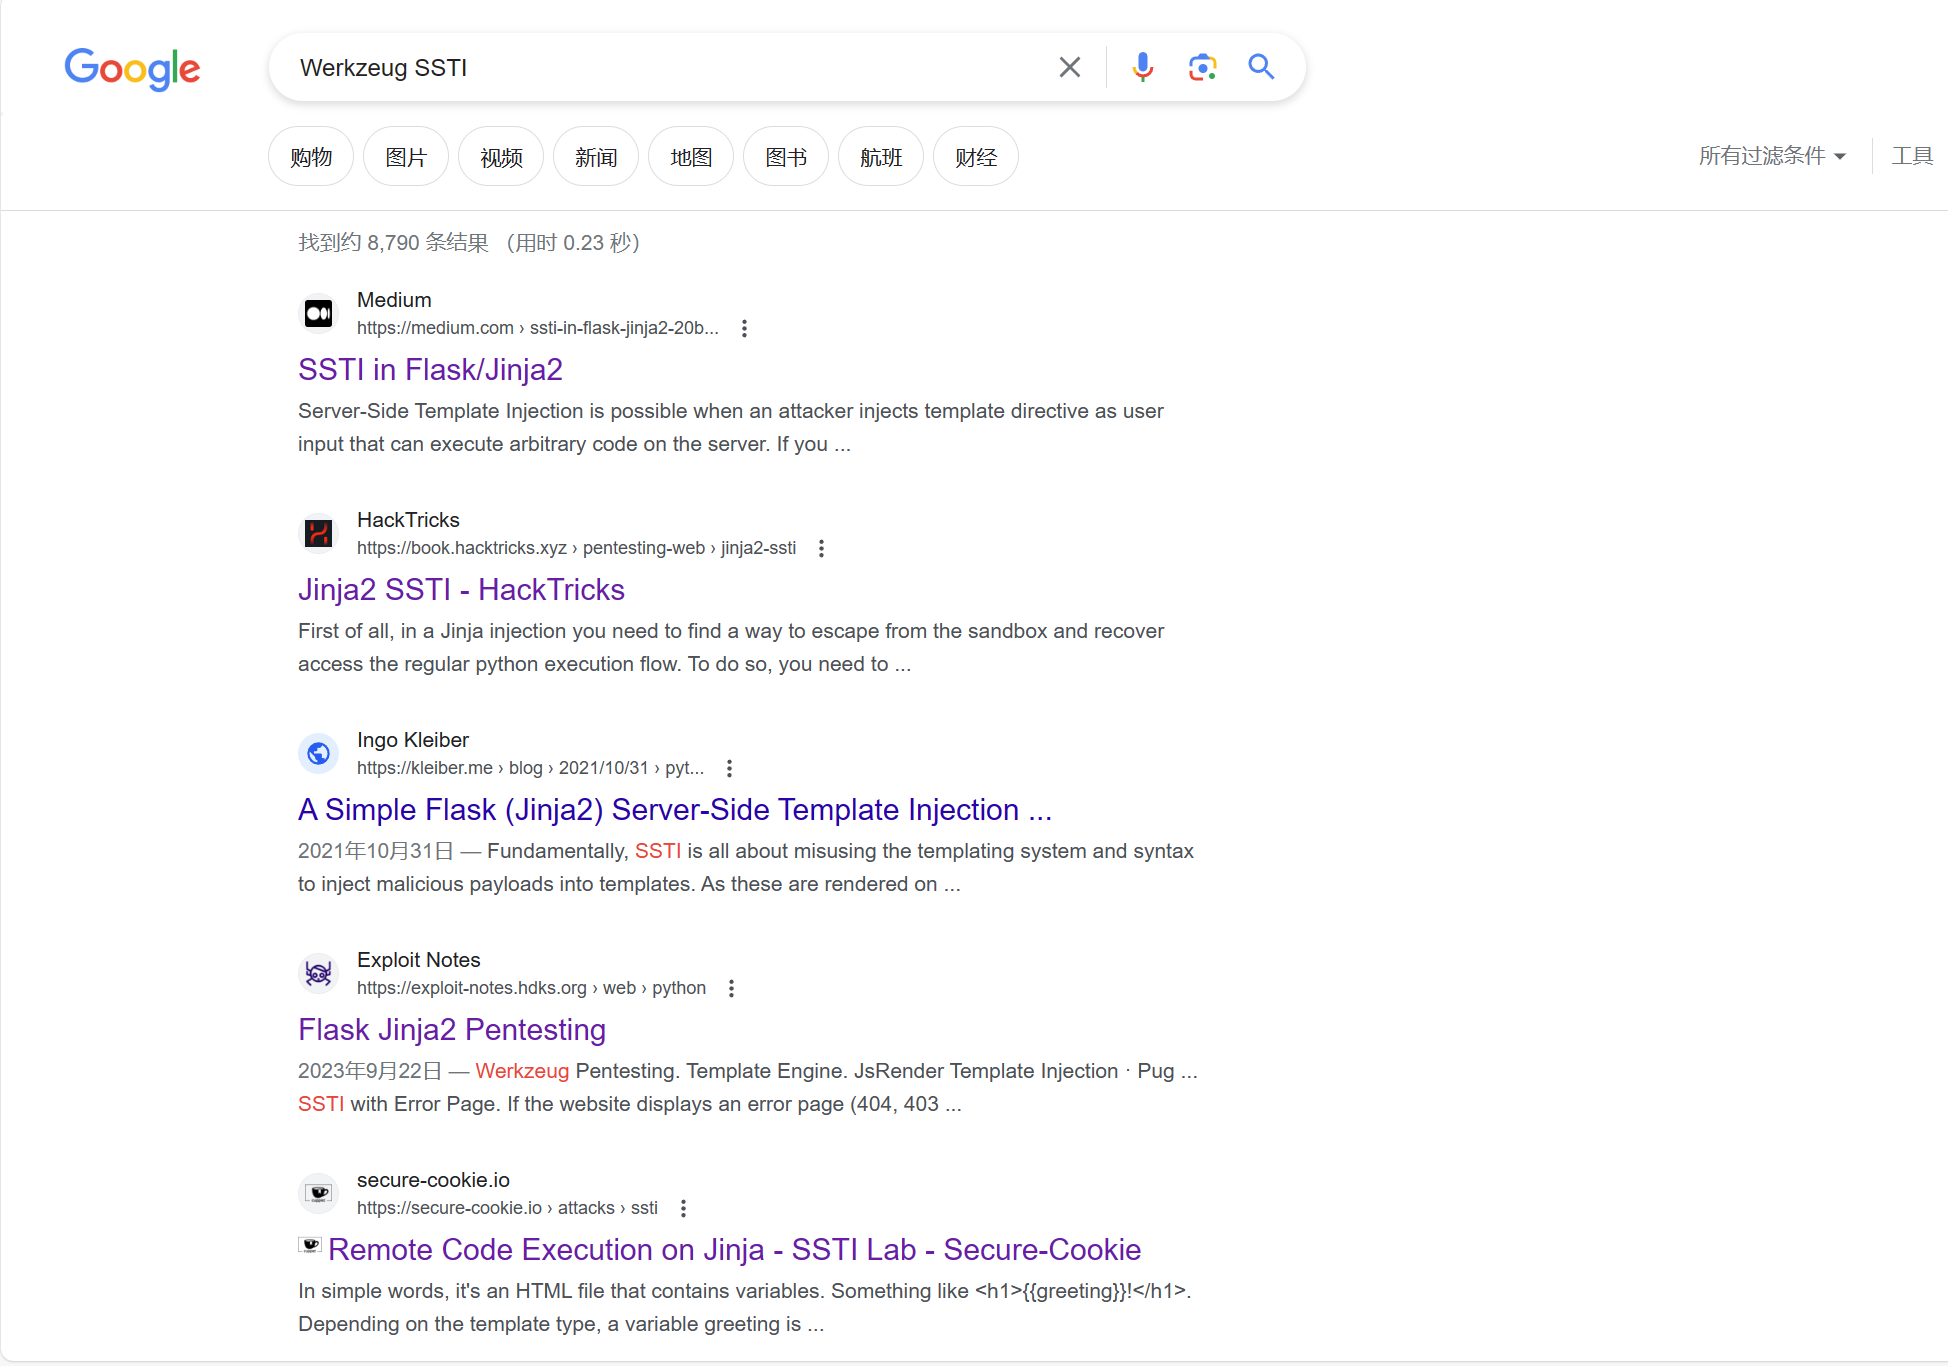 Google
Werkzeug SSTI
购物 图片 视频 新闻 地图 图书 航班 财经 所有过滤条件 工具
找到约 8,790 条结果 （用时 0.23 秒）
Medium
https://medium.com › ssti-in-flask-jinja2-20b...
SSTI in Flask/Jinja2
Server-Side Template Injection is possible when an attacker injects template directive as user
input that can execute arbitrary code on the server. If you ...
HackTricks
https://book.hacktricks.xyz › pentesting-web › jinja2-ssti
Jinja2 SSTI - HackTricks
First of all, in a Jinja injection you need to find a way to escape from the sandbox and recover
access the regular python execution flow. To do so, you need to ...
Ingo Kleiber
https://kleiber.me › blog › 2021/10/31 › pyt...
A Simple Flask (Jinja2) Server-Side Template Injection ...
2021年10月31日 — Fundamentally, SSTI is all about misusing the templating system and syntax
to inject malicious payloads into templates. As these are rendered on ...
Exploit Notes
https://exploit-notes.hdks.org › web › python
Flask Jinja2 Pentesting
2023年9月22日 — Werkzeug Pentesting. Template Engine. JsRender Template Injection · Pug ...
SSTI with Error Page. If the website displays an error page (404, 403 ...
secure-cookie.io
https://secure-cookie.io › attacks › ssti
Remote Code Execution on Jinja - SSTI Lab - Secure-Cookie
In simple words, it's an HTML file that contains variables. Something like <h1>{{greeting}}!</h1>.
Depending on the template type, a variable greeting is ...